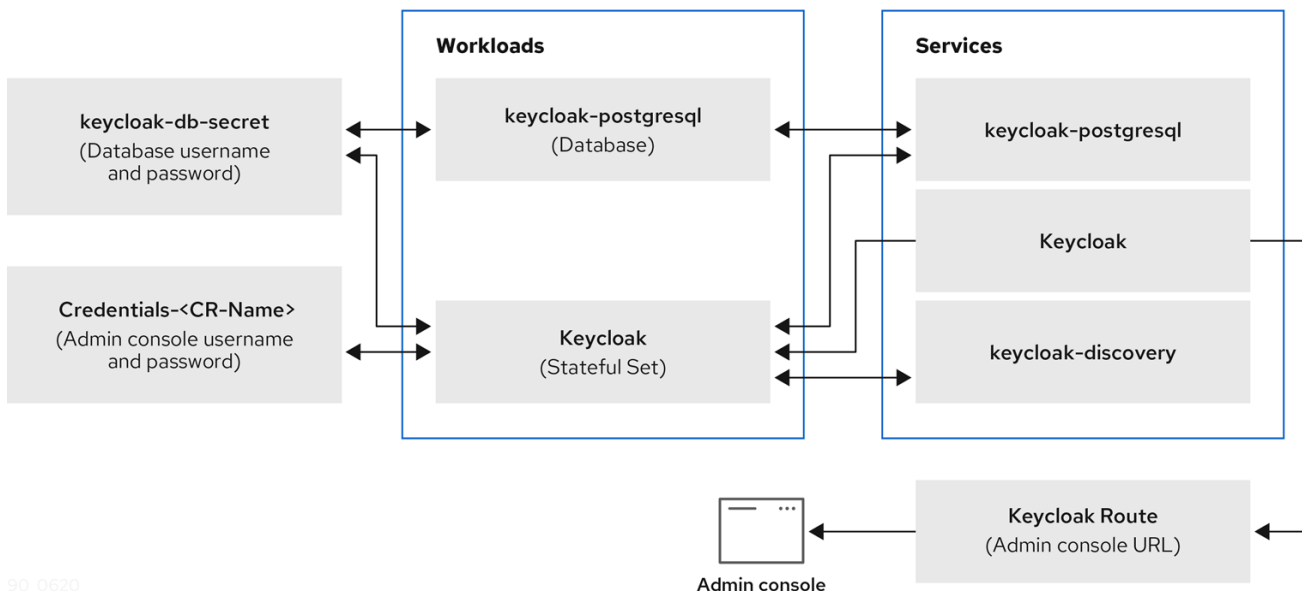 Workloads
Services
keycloak-db-secret
(Database username
and password)
keycloak-postgresql
(Database)
keycloak-postgresql
Keycloak
Credentials-<CR-Name>
(Admin console username
and password)
Keycloak
(Stateful Set)
keycloak-discovery
Keycloak Route
(Admin console URL)
Admin console
90_0620